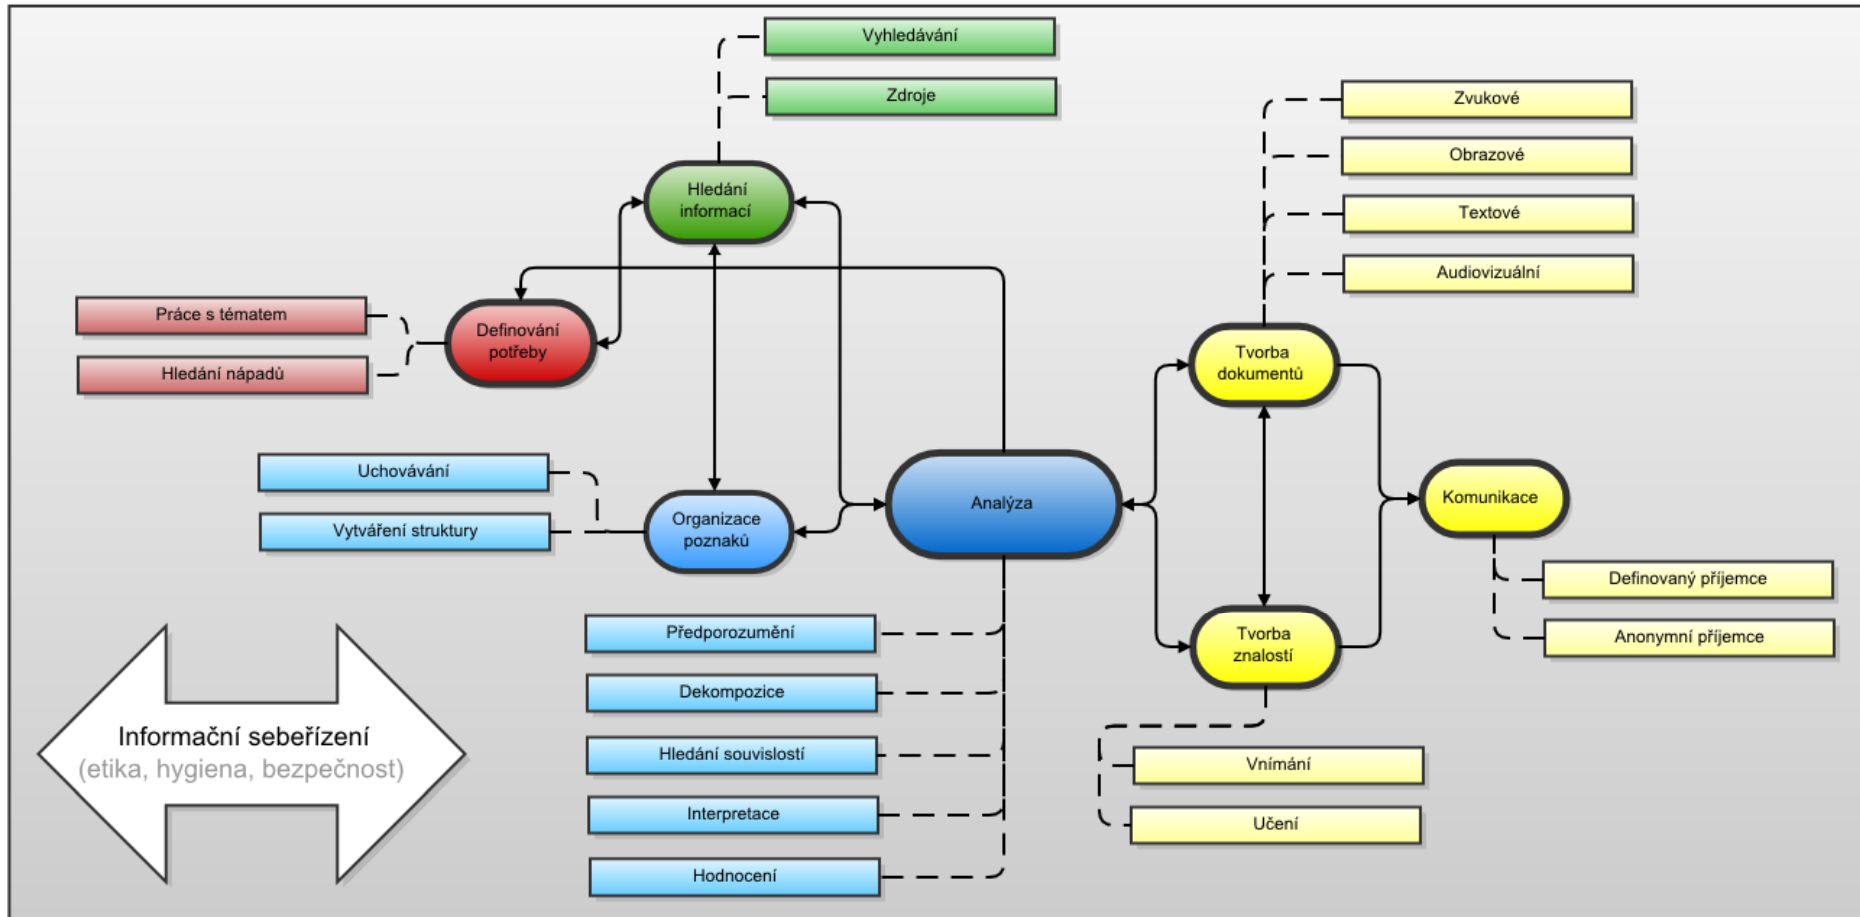 Vyhledávání
Zdroje
Hledání
informací
Zvukové
Obrazové
Textové
Audiovizuální
Práce s tématem
Hledání nápadů
Definování
potřeby
Tvorba
dokumentů
Uchovávání
Vytváření struktury
Organizace
poznaků
Analýza
Komunikace
Definovaný příjemce
Anonymní příjemce
Předporozumění
Dekompozice
Hledání souvislostí
Interpretace
Hodnocení
Tvorba
znalostí
Vnímání
Učení
Informační sebeřízení
(etika, hygiena, bezpečnost)